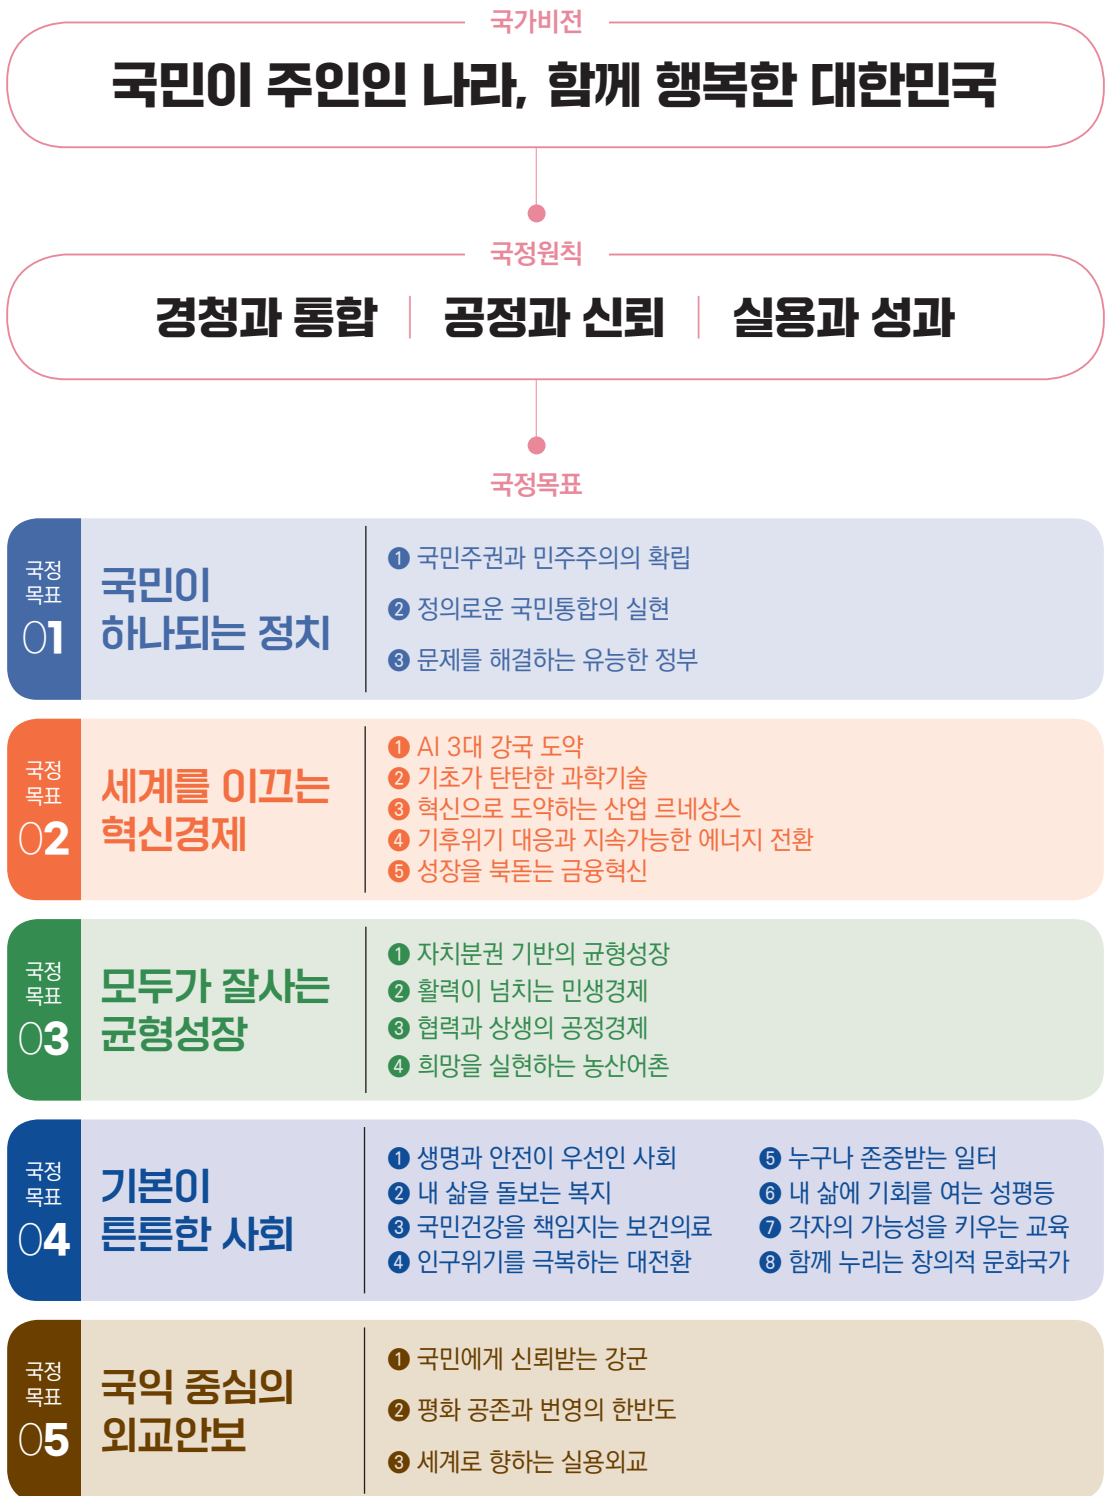 국가비전
국민이 주인인 나라, 함께 행복한 대한민국
국정원칙
경청과 통합 | 공정과 신뢰 | 실용과 성과
국정목표
국정
목표
01
국민이
하나되는 정치
❶ 국민주권과 민주주의의 확립
❷ 정의로운 국민통합의 실현
❸ 문제를 해결하는 유능한 정부
국정
목표
02
세계를 이끄는
혁신경제
❶ AI 3대 강국 도약
❷ 기초가 탄탄한 과학기술
❸ 혁신으로 도약하는 산업 르네상스
❹ 기후위기 대응과 지속가능한 에너지 전환
❺ 성장을 북돋는 금융혁신
국정
목표
03
모두가 잘사는
균형성장
❶ 자치분권 기반의 균형성장
❷ 활력이 넘치는 민생경제
❸ 협력과 상생의 공정경제
❹ 희망을 실현하는 농산어촌
국정
목표
04
기본이
튼튼한 사회
❶ 생명과 안전이 우선인 사회
❷ 내 삶을 돌보는 복지
❸ 국민건강을 책임지는 보건의료
❹ 인구위기를 극복하는 대전환
❺ 누구나 존중받는 일터
❻ 내 삶에 기회를 여는 성평등
❼ 각자의 가능성을 키우는 교육
❽ 함께 누리는 창의적 문화국가
국정
목표
05
국익 중심의
외교안보
❶ 국민에게 신뢰받는 강군
❷ 평화 공존과 번영의 한반도
❸ 세계로 향하는 실용외교